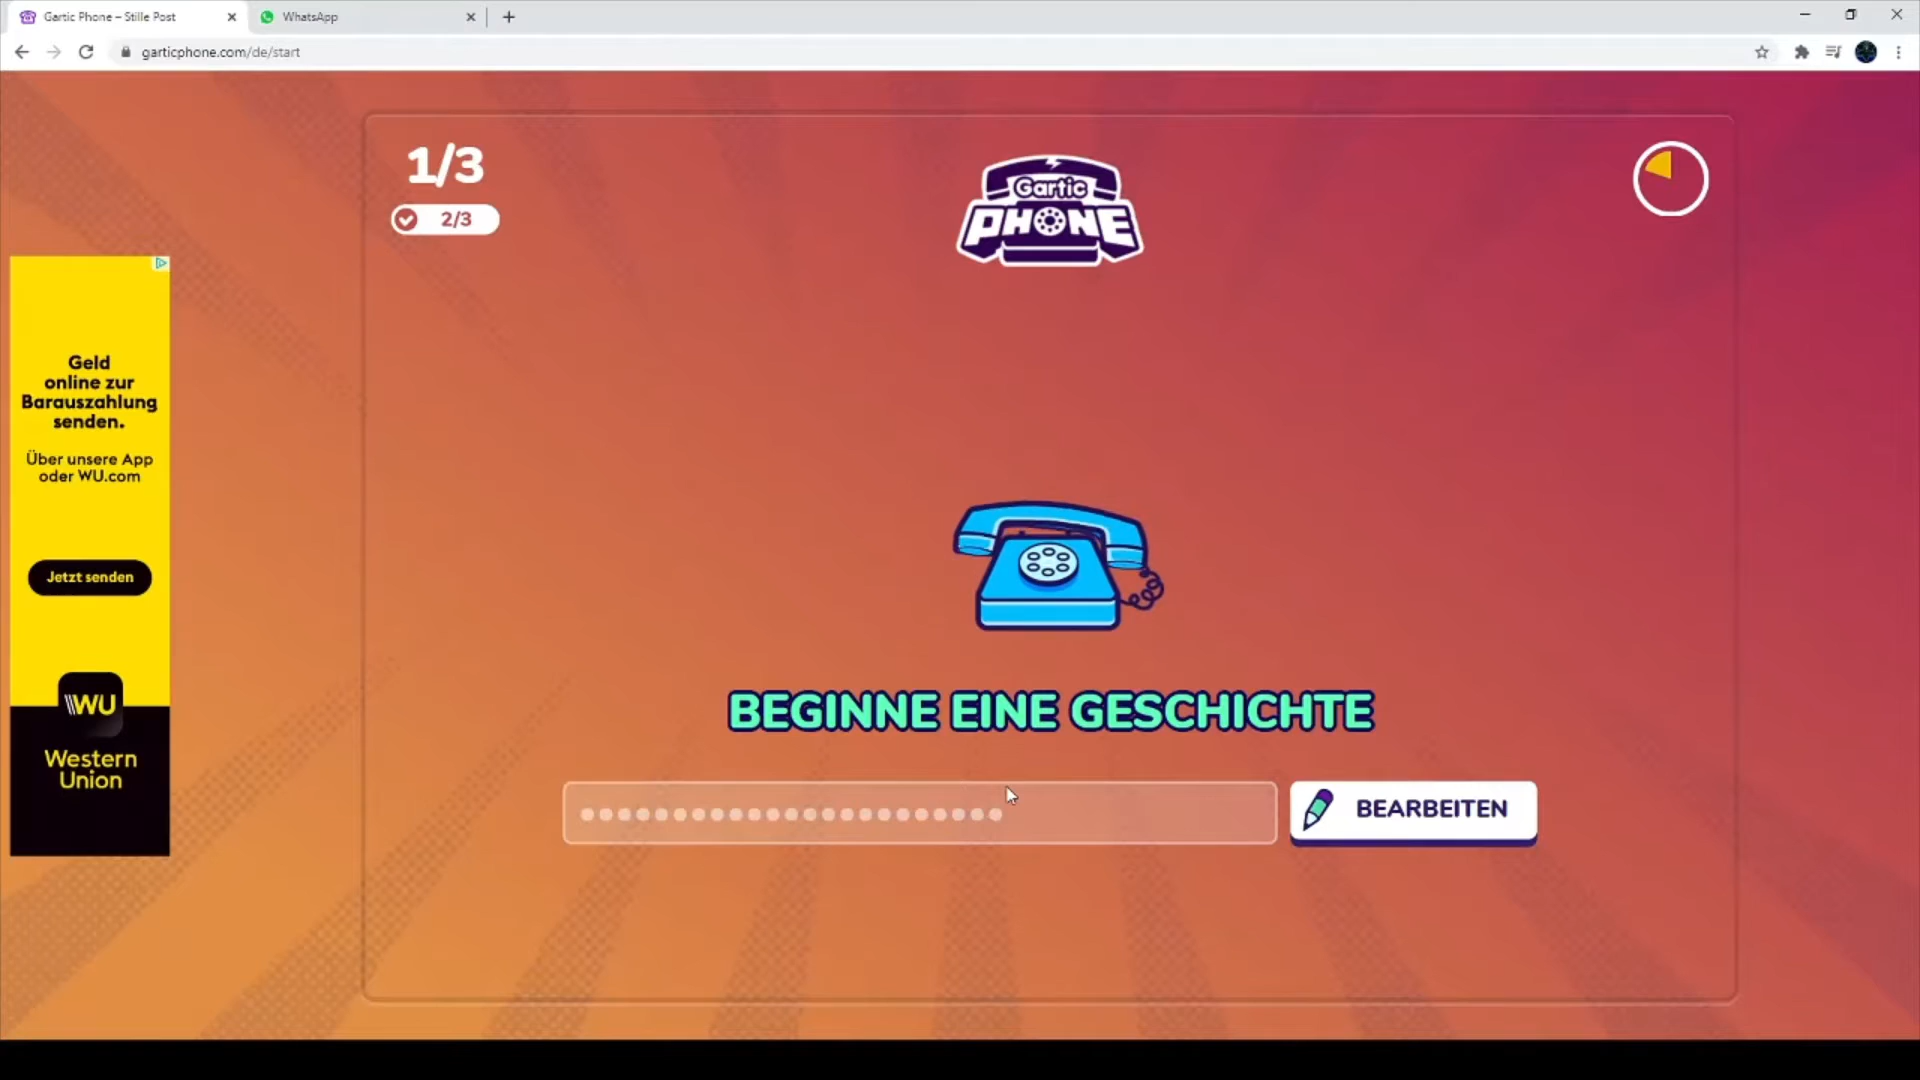 Gartic Phone – Stille Post
WhatsApp
garticphone.com/de/start
1/3
2/3
Gartic
PHONE
Geld
online zur
Barauszahlung
senden.
Über unsere App
oder WU.com
Jetzt senden
WU
Western
Union
BEGINNE EINE GESCHICHTE
BEARBEITEN